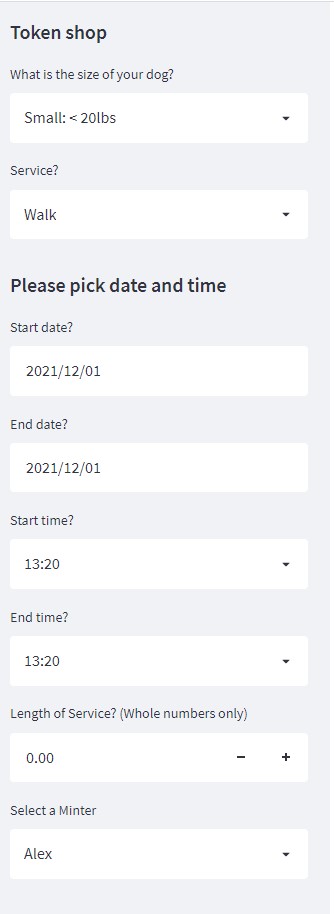 Token shop
What is the size of your dog?
Small: < 20lbs
Service?
Walk
Please pick date and time
Start date?
2021/12/01
End date?
2021/12/01
Start time?
13:20
End time?
13:20
Length of Service? (Whole numbers only)
0.00 − +
Select a Minter
Alex